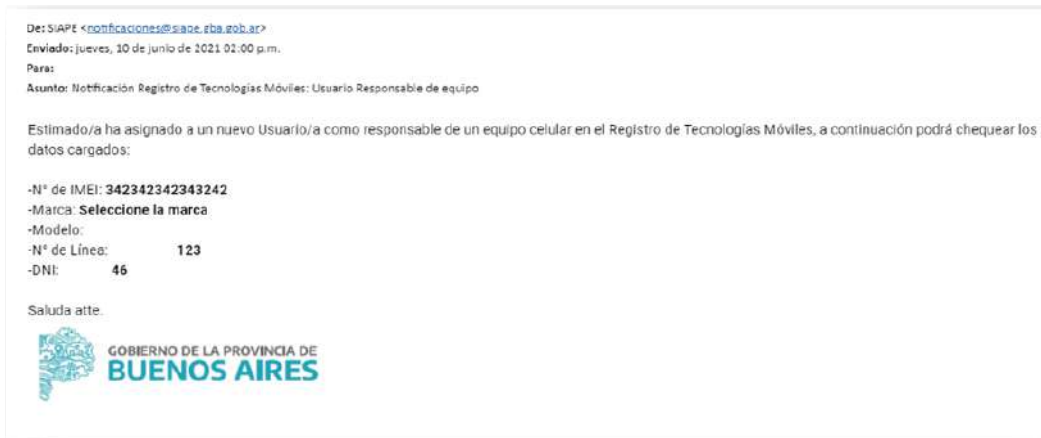 De: SIAPE <notificaciones@siape.gba.gob.ar>
Enviado: jueves, 10 de junio de 2021 02:00 p.m.
Para:
Asunto: Notificación Registro de Tecnologías Móviles: Usuario Responsable de equipo
Estimado/a ha asignado a un nuevo Usuario/a como responsable de un equipo celular en el Registro de Tecnologías Móviles, a continuación podrá chequear los
datos cargados:
-N° de IMEI: 342342342343242
-Marca: Seleccione la marca
-Modelo:
-N° de Línea: 123
-DNI: 46
Saluda atte.
GOBIERNO DE LA PROVINCIA DE
BUENOS AIRES